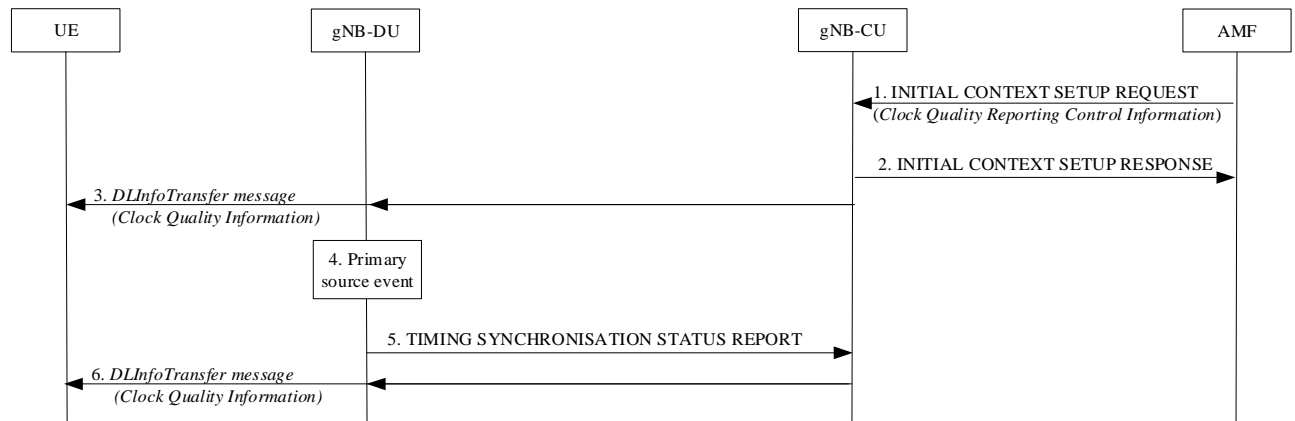 UE
gNB-DU
gNB-CU
AMF
1. INITIAL CONTEXT SETUP REQUEST
(Clock Quality Reporting Control Information)
2. INITIAL CONTEXT SETUP RESPONSE
3. DLInfoTransfer message
(Clock Quality Information)
4. Primary
source event
5. TIMING SYNCHRONISATION STATUS REPORT
6. DLInfoTransfer message
(Clock Quality Information)